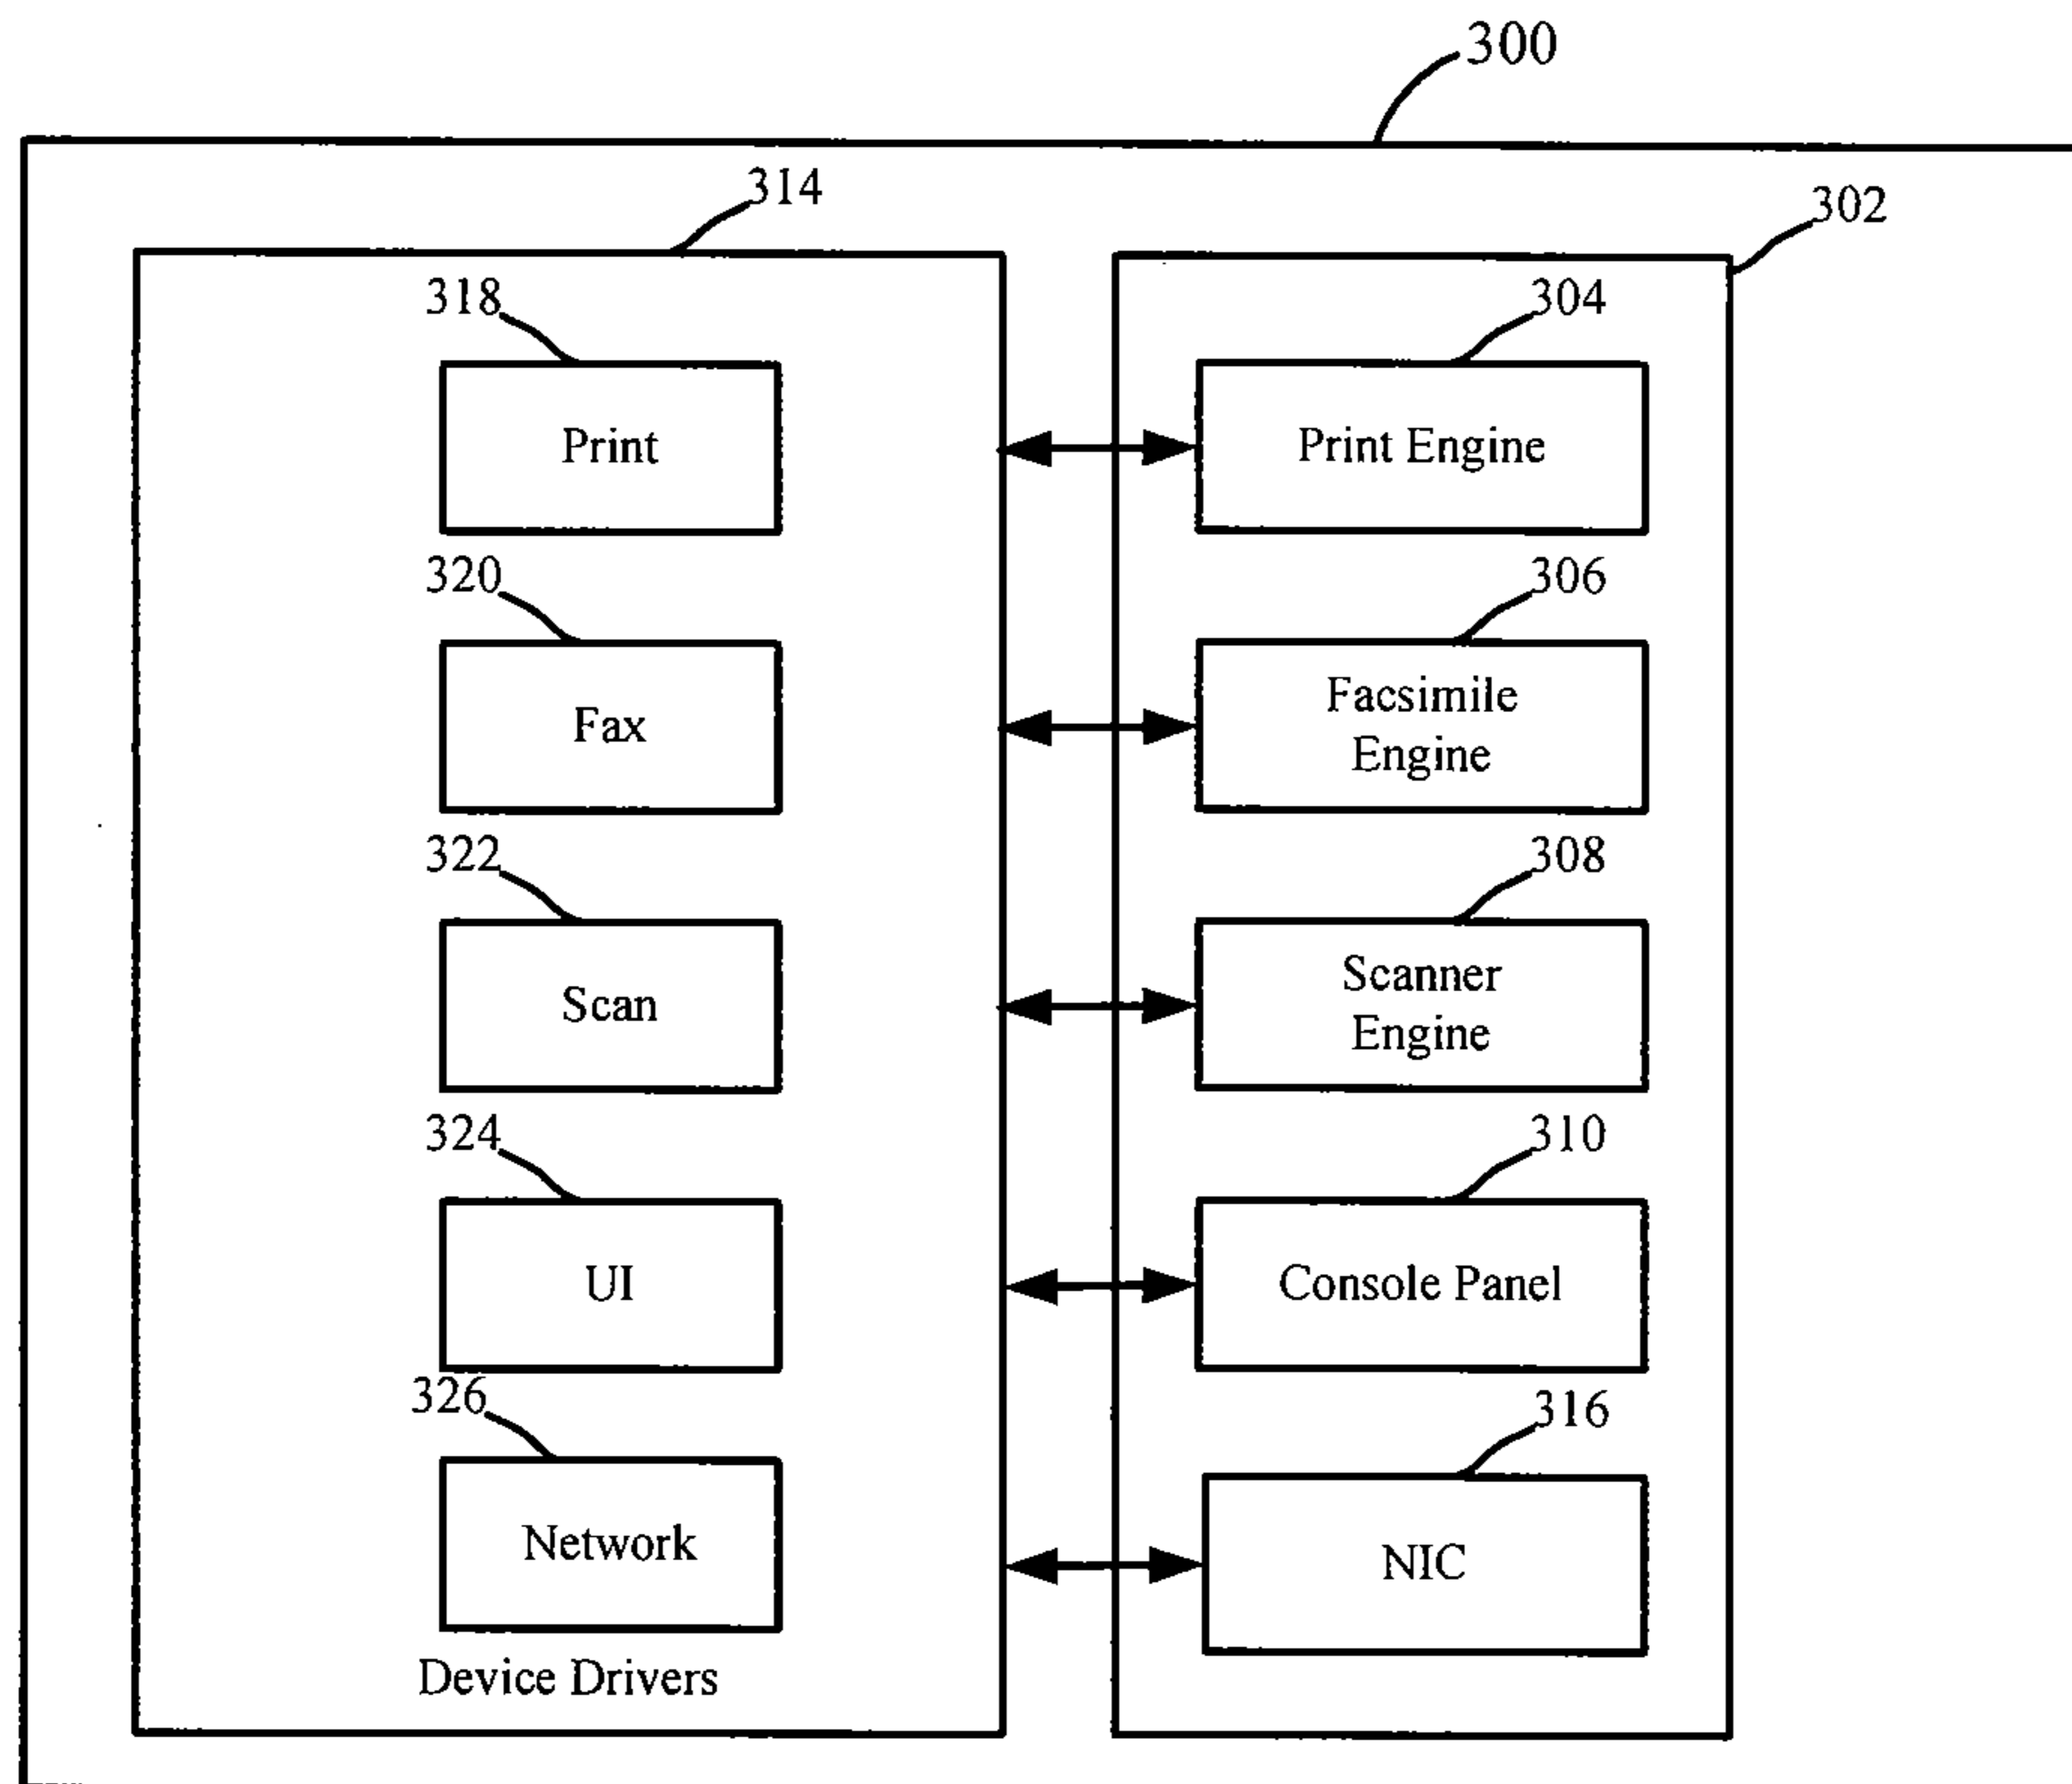 300
314
302
318
304
Print
Print Engine
320
306
Fax
Facsimile
Engine
322
308
Scan
Scanner
Engine
324
310
UI
Console Panel
326
316
Network
NIC
Device Drivers